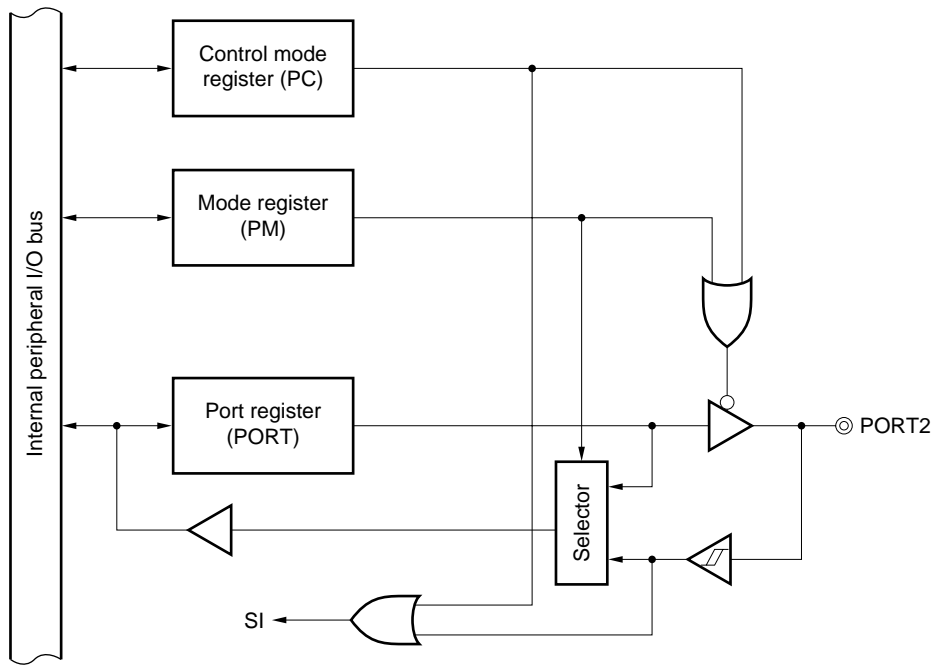 Control mode
register (PC)
Mode register
(PM)
Internal peripheral I/O bus
Port register
(PORT)
PORT2
Selector
SI